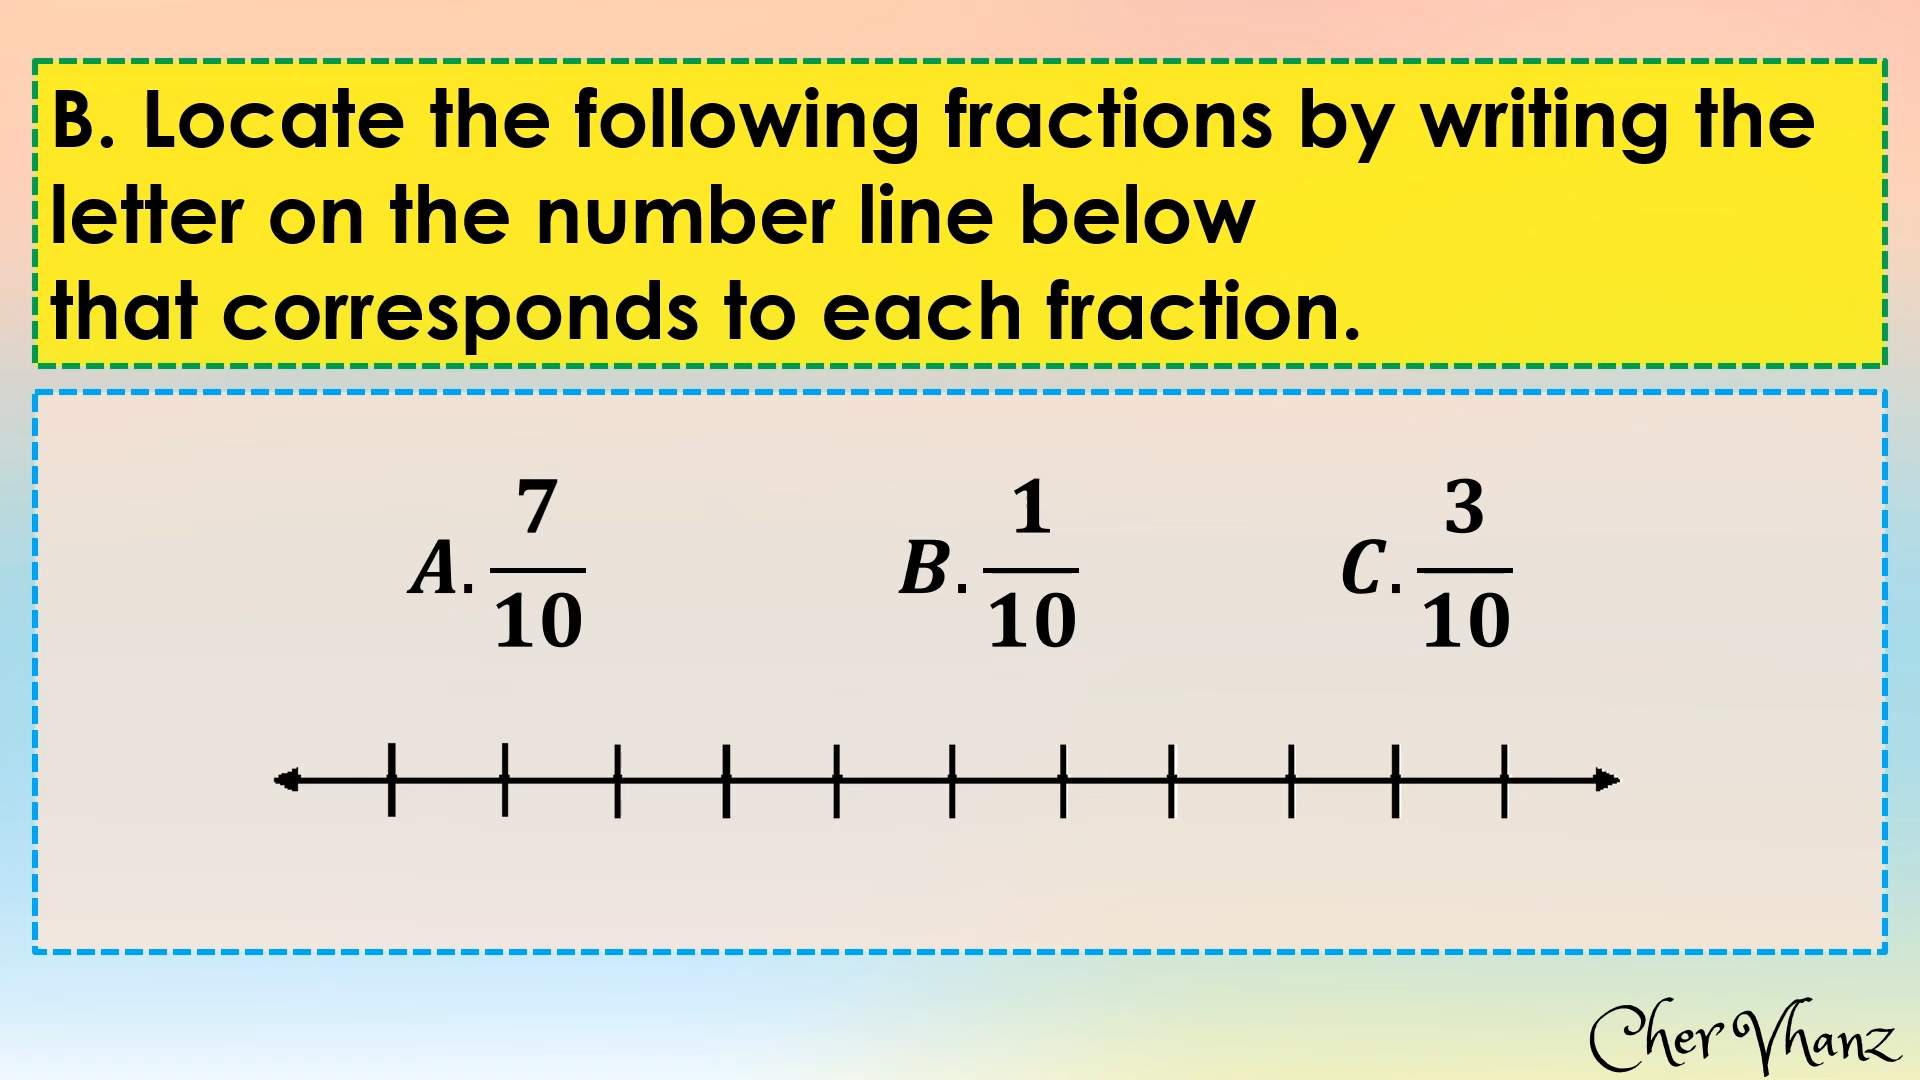 B. Locate the following fractions by writing the
letter on the number line below
that corresponds to each fraction.
A. 7/10 B. 1/10 C. 3/10
Cher Vhanz